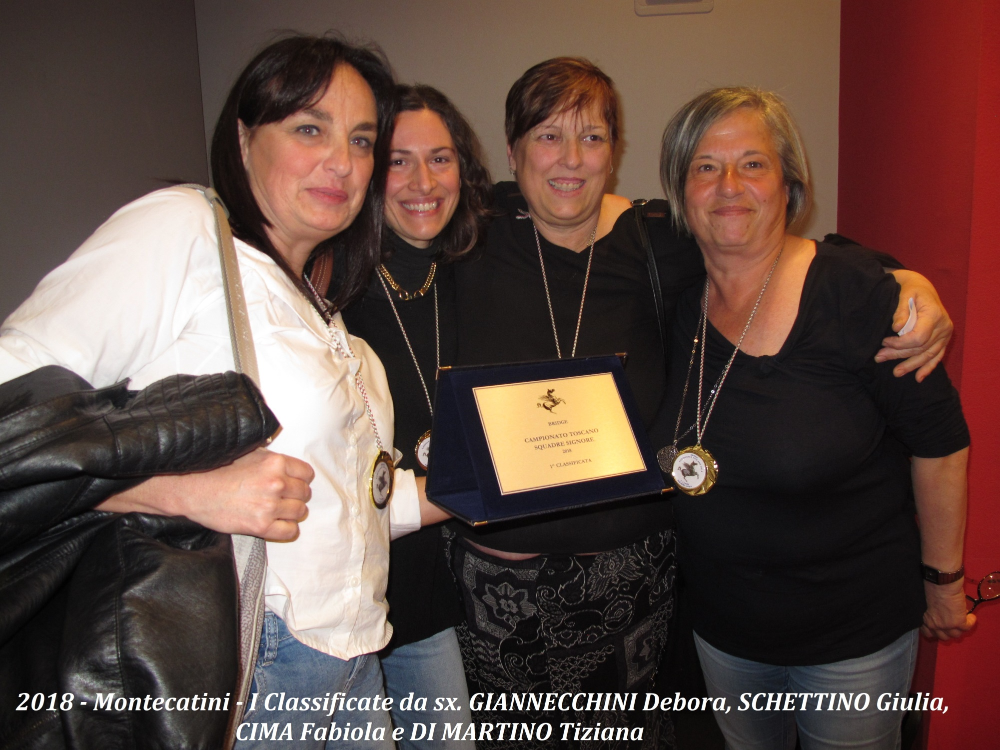 BRIDGE
CAMPIONATO TOSCANO
SQUADRE SIGNORE
2018
1^ CLASSIFICATA
2018 - Montecatini - I Classificate da sx. GIANNECCHINI Debora, SCHETTINO Giulia,
CIMA Fabiola e DI MARTINO Tiziana